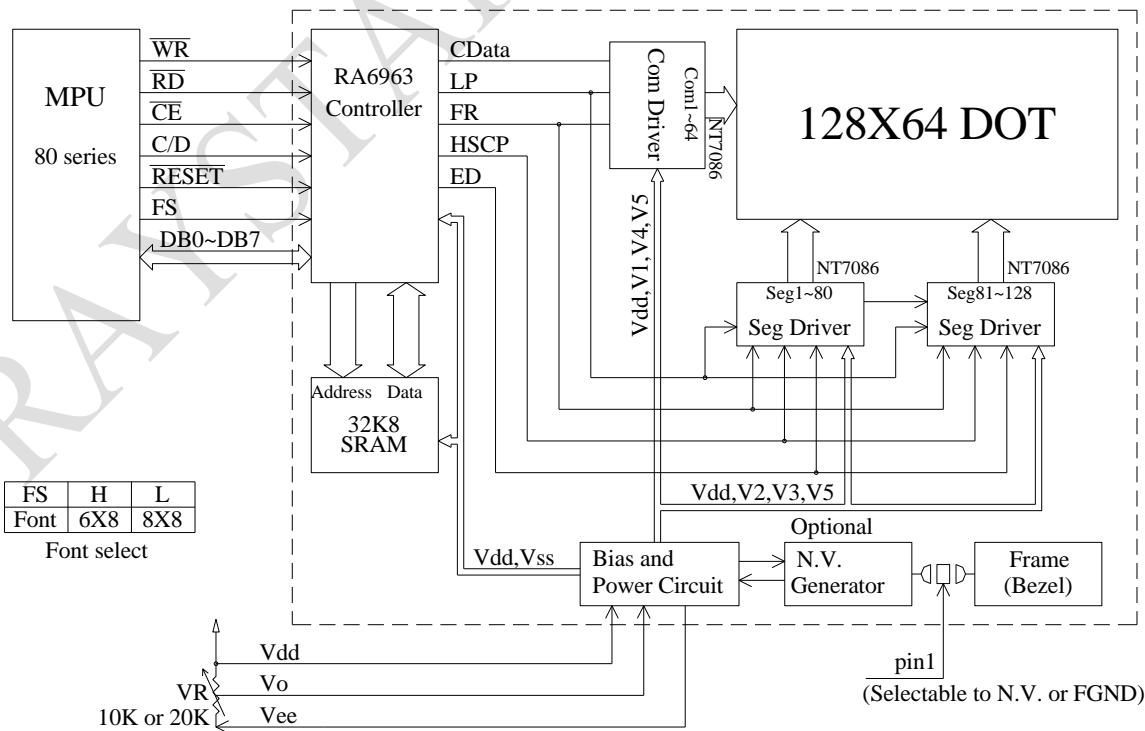 RAYSTAR
MPU
80 series
WR
RD
CE
C/D
RESET
FS
DB0~DB7
RA6963
Controller
CData
LP
FR
HSCP
ED
Com Driver
Com1~64
NT7086
128X64 DOT
Vdd,V1,V4,V5
NT7086
NT7086
Seg1~80
Seg Driver
Seg81~128
Seg Driver
Address Data
32K8
SRAM
FS H L
Font 6X8 8X8
Font select
Vdd,V2,V3,V5
Optional
Vdd,Vss
Bias and
Power Circuit
N.V.
Generator
Frame
(Bezel)
Vdd
Vo
Vee
VR
10K or 20K
pin1
(Selectable to N.V. or FGND)